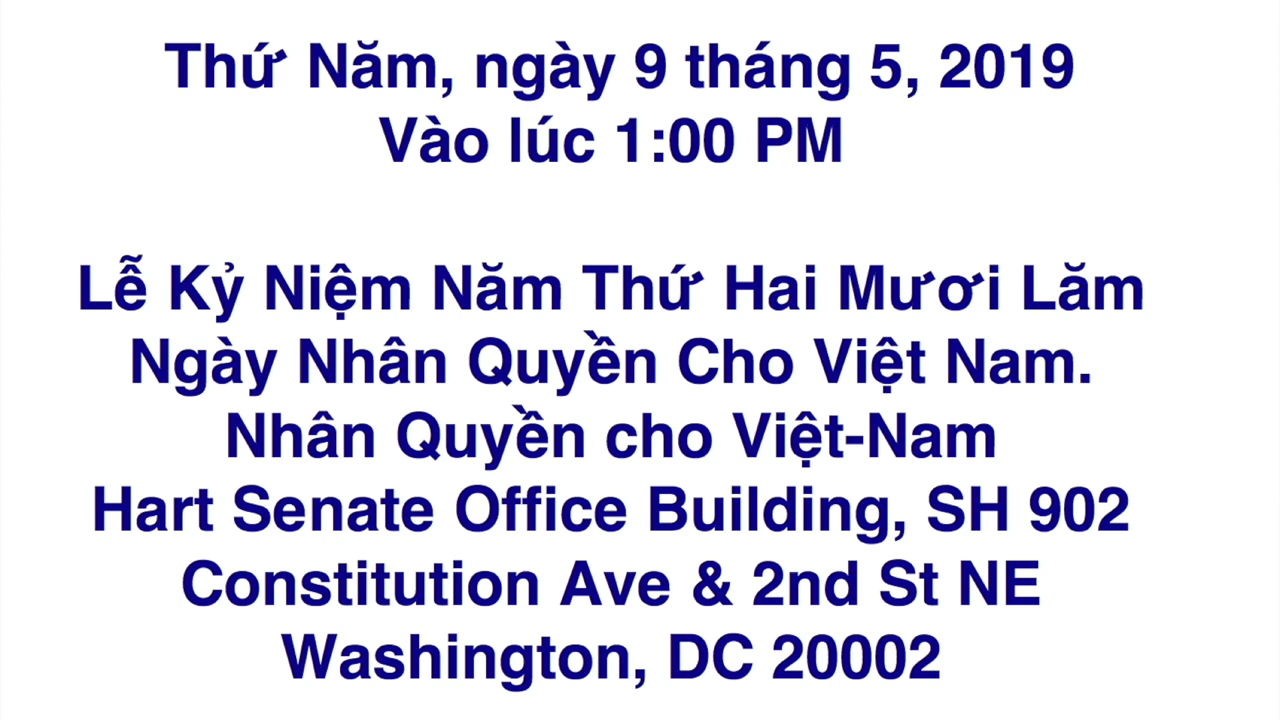 Thứ Năm, ngày 9 tháng 5, 2019
Vào lúc 1:00 PM
Lễ Kỷ Niệm Năm Thứ Hai Mươi Lăm
Ngày Nhân Quyền Cho Việt Nam.
Nhân Quyền cho Việt-Nam
Hart Senate Office Building, SH 902
Constitution Ave & 2nd St NE
Washington, DC 20002